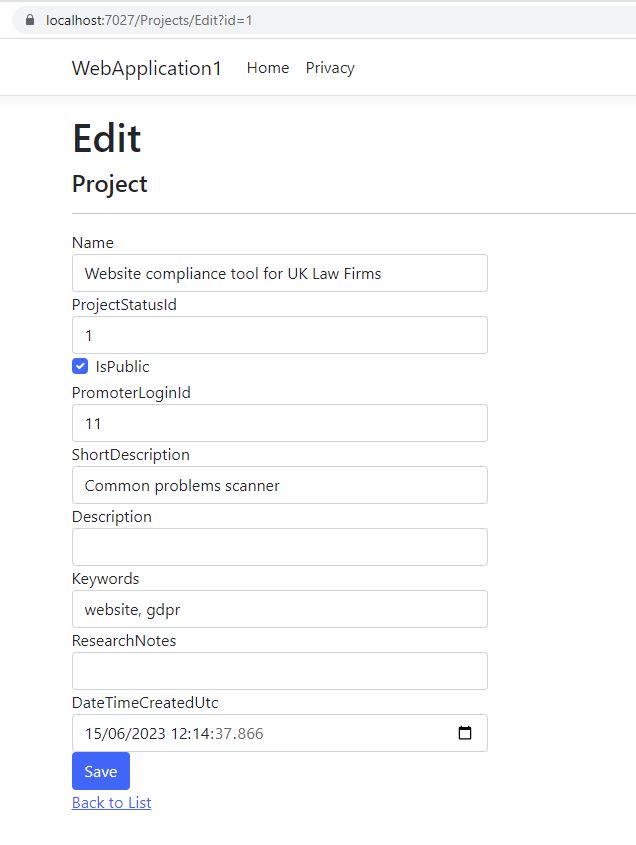 localhost:7027/Projects/Edit?id=1
WebApplication1 Home Privacy
Edit
Project
Name
Website compliance tool for UK Law Firms
ProjectStatusId
1
IsPublic
PromoterLoginId
11
ShortDescription
Common problems scanner
Description
Keywords
website, gdpr
ResearchNotes
DateTimeCreatedUtc
15/06/2023 12:14:37.866
Save
Back to List